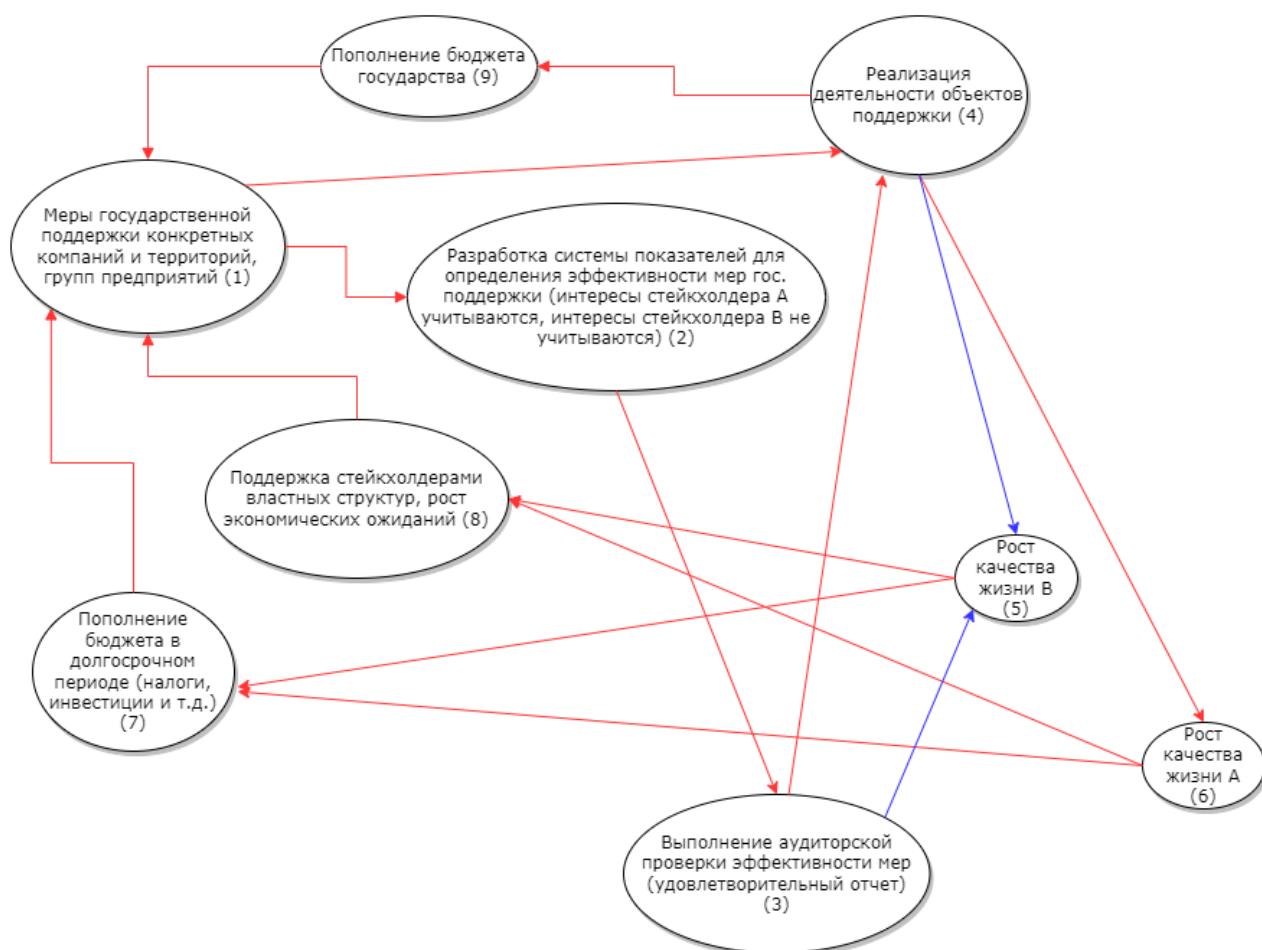 Пополнение бюджета
государства (9)
Реализация
деятельности объектов
поддержки (4)
Меры государственной
поддержки конкретных
компаний и территорий,
групп предприятий (1)
Разработка системы показателей для
определения эффективности мер гос.
поддержки (интересы стейкхолдера А
учитываются, интересы стейкхолдера В не
учитываются) (2)
Поддержка стейкхолдерами
властных структур, рост
экономических ожиданий (8)
Рост
качества
жизни В
(5)
Пополнение
бюджета в
долгосрочном
периоде (налоги,
инвестиции и т.д.)
(7)
Рост
качества
жизни А
(6)
Выполнение аудиторской
проверки эффективности мер
(удовлетворительный отчет)
(3)